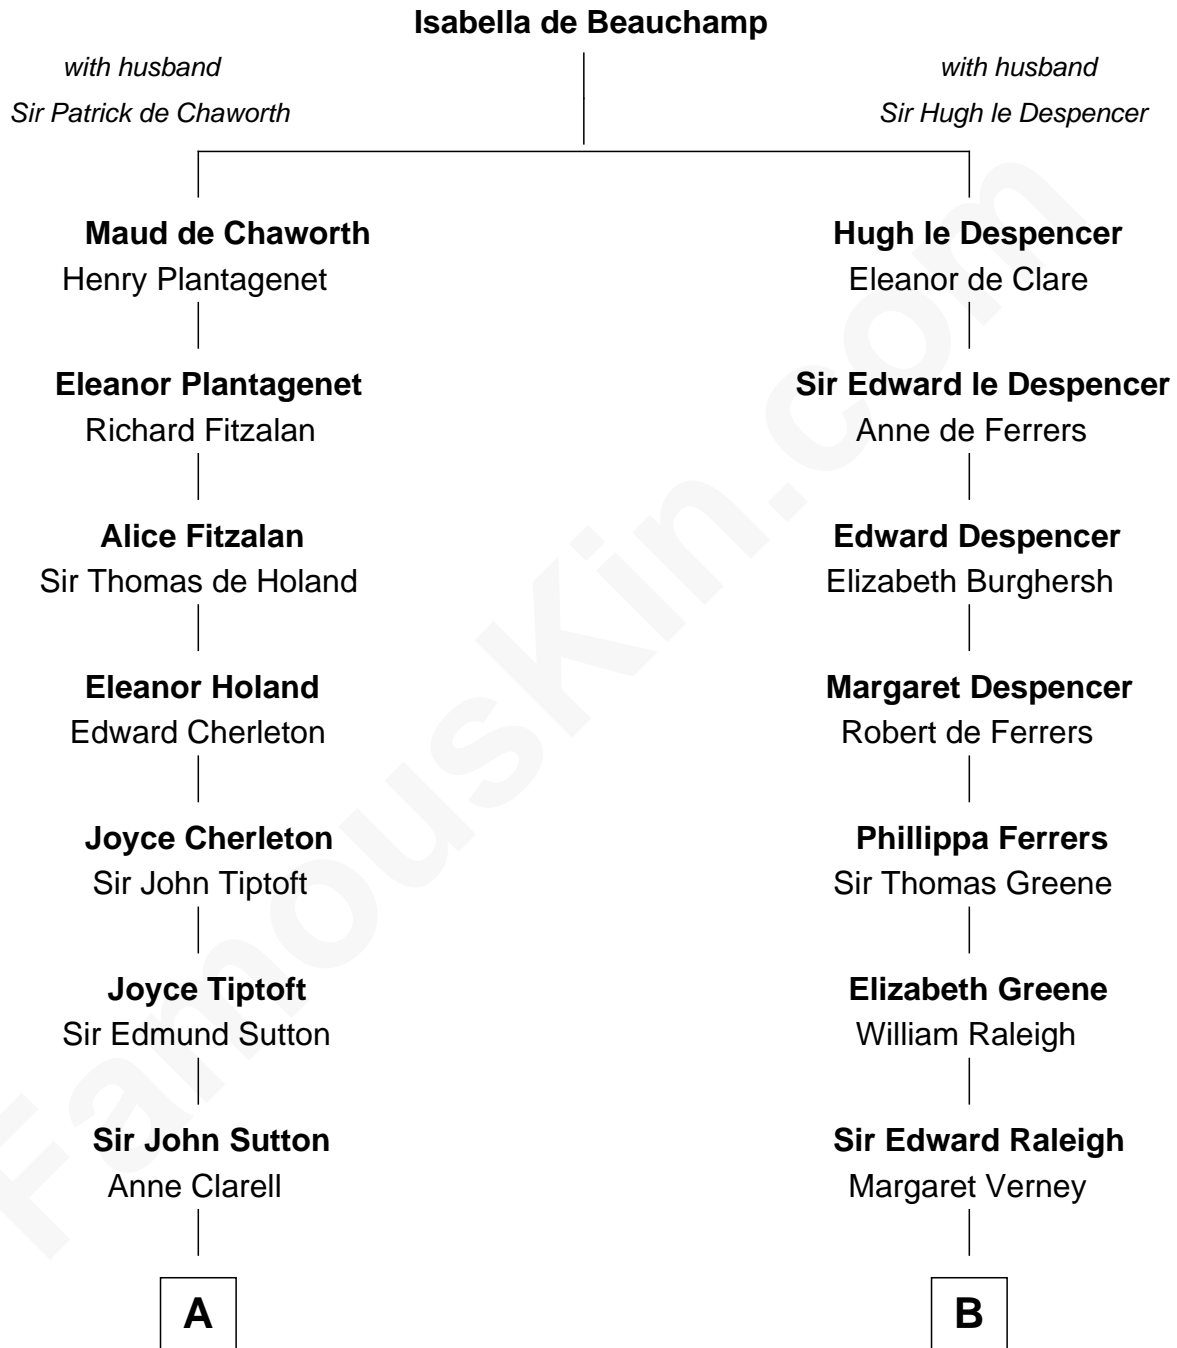 Isabella de Beauchamp
with husband
Sir Patrick de Chaworth
with husband
Sir Hugh le Despencer
Maud de Chaworth
Henry Plantagenet
Eleanor Plantagenet
Richard Fitzalan
Alice Fitzalan
Sir Thomas de Holand
Eleanor Holand
Edward Cherleton
Joyce Cherleton
Sir John Tiptoft
Joyce Tiptoft
Sir Edmund Sutton
Sir John Sutton
Anne Clarell
A
Hugh le Despencer
Eleanor de Clare
Sir Edward le Despencer
Anne de Ferrers
Edward Despencer
Elizabeth Burghersh
Margaret Despencer
Robert de Ferrers
Phillippa Ferrers
Sir Thomas Greene
Elizabeth Greene
William Raleigh
Sir Edward Raleigh
Margaret Verney
B
FamousKin.com